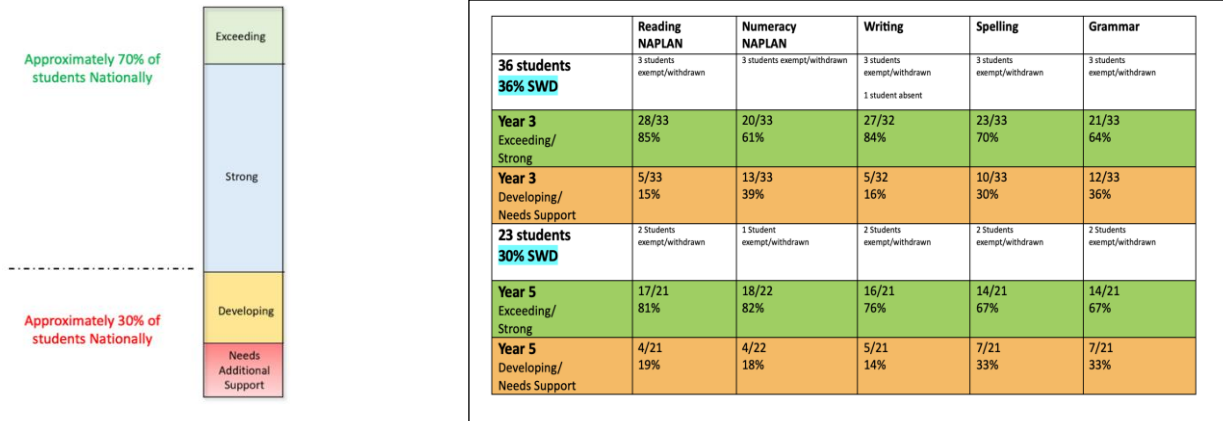 Exceeding
Approximately 70% of
students Nationally
Strong
Developing
Approximately 30% of
students Nationally
Needs
Additional
Support
Reading
NAPLAN
Numeracy
NAPLAN
Writing
Spelling
Grammar
36 students
36% SWD
3 students
exempt/withdrawn
3 students exempt/withdrawn
3 students
exempt/withdrawn
1 student absent
3 students
exempt/withdrawn
3 students
exempt/withdrawn
Year 3
Exceeding/
Strong
28/33
85%
20/33
61%
27/32
84%
23/33
70%
21/33
64%
Year 3
Developing/
Needs Support
5/33
15%
13/33
39%
5/32
16%
10/33
30%
12/33
36%
23 students
30% SWD
2 Students
exempt/withdrawn
1 Student
exempt/withdrawn
2 Students
exempt/withdrawn
2 Students
exempt/withdrawn
2 Students
exempt/withdrawn
Year 5
Exceeding/
Strong
17/21
81%
18/22
82%
16/21
76%
14/21
67%
14/21
67%
Year 5
Developing/
Needs Support
4/21
19%
4/22
18%
5/21
14%
7/21
33%
7/21
33%